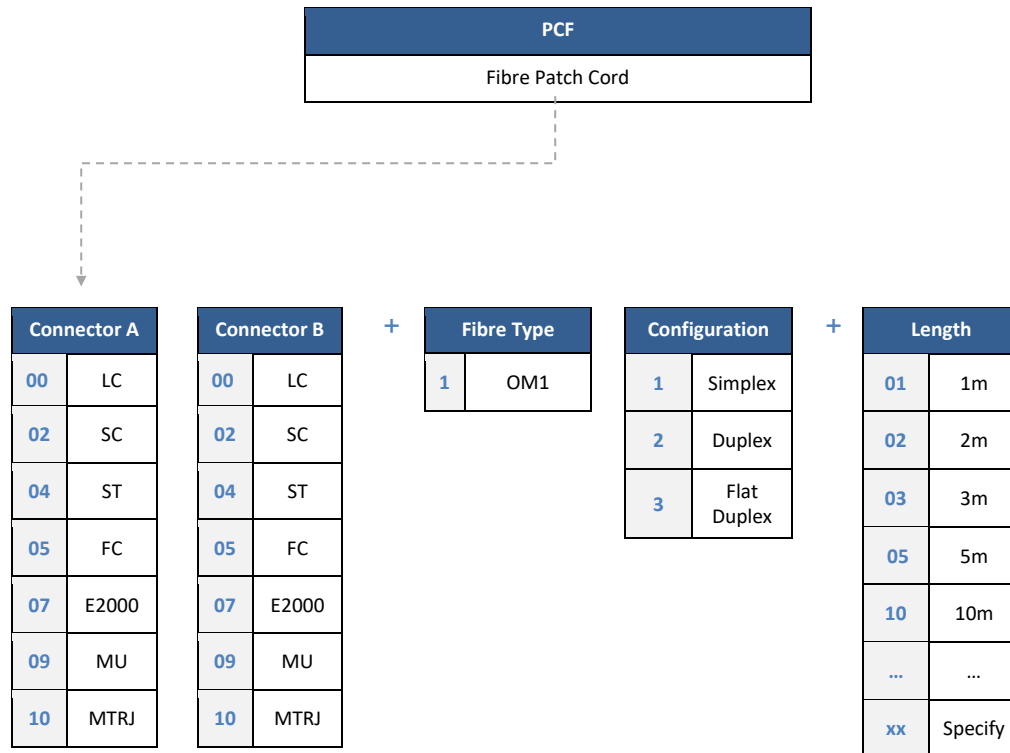 PCF
Fibre Patch Cord
Connector A
00 LC
02 SC
04 ST
05 FC
07 E2000
09 MU
10 MTRJ
Connector B
00 LC
02 SC
04 ST
05 FC
07 E2000
09 MU
10 MTRJ
+
Fibre Type
1 OM1
Configuration
1 Simplex
2 Duplex
3 Flat
Duplex
+
Length
01 1m
02 2m
03 3m
05 5m
10 10m
... ...
xx Specify